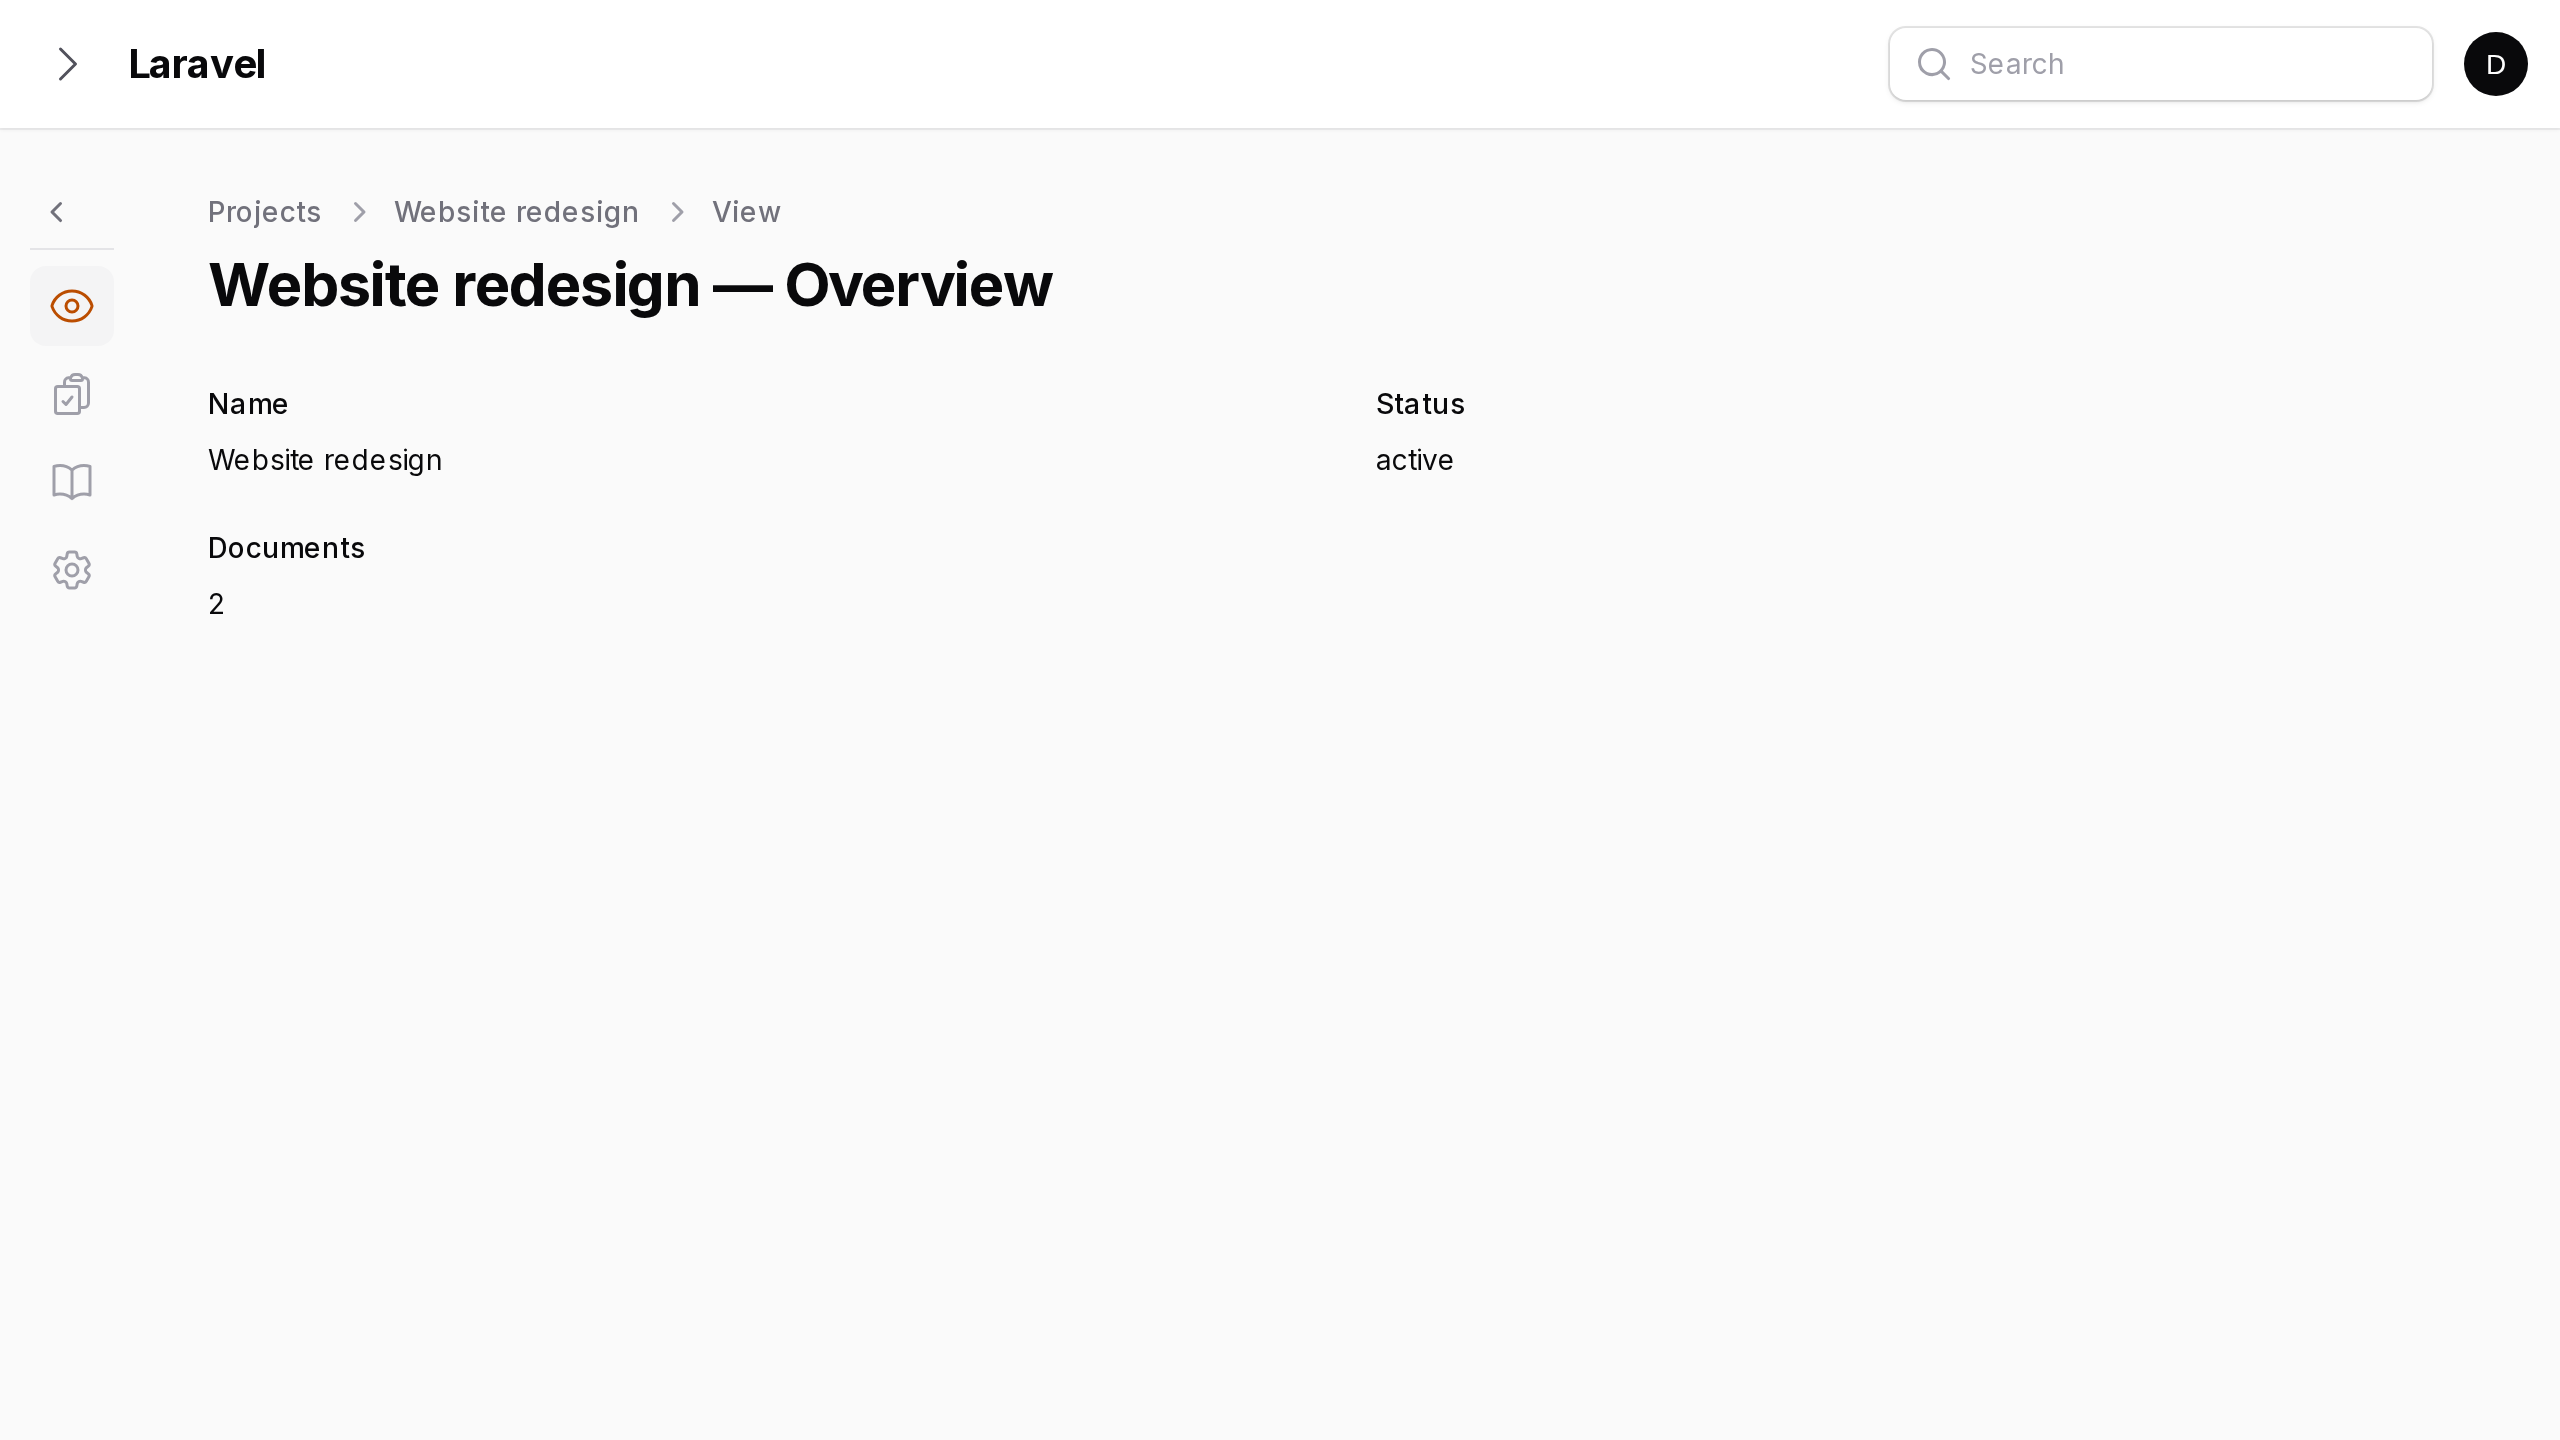 Laravel
Search
D
Projects
Website redesign
View
Website redesign — Overview
Name
Status
Website redesign
active
Documents
2